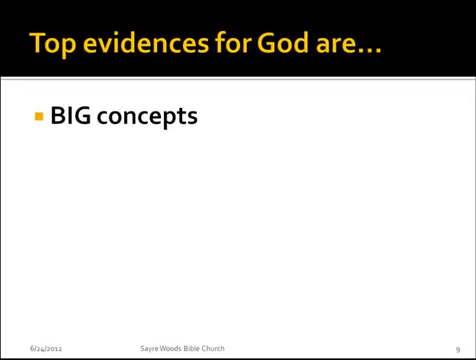 Top evidences for God are...
BIG concepts
6/24/2012 Sayre Woods Bible Church 9